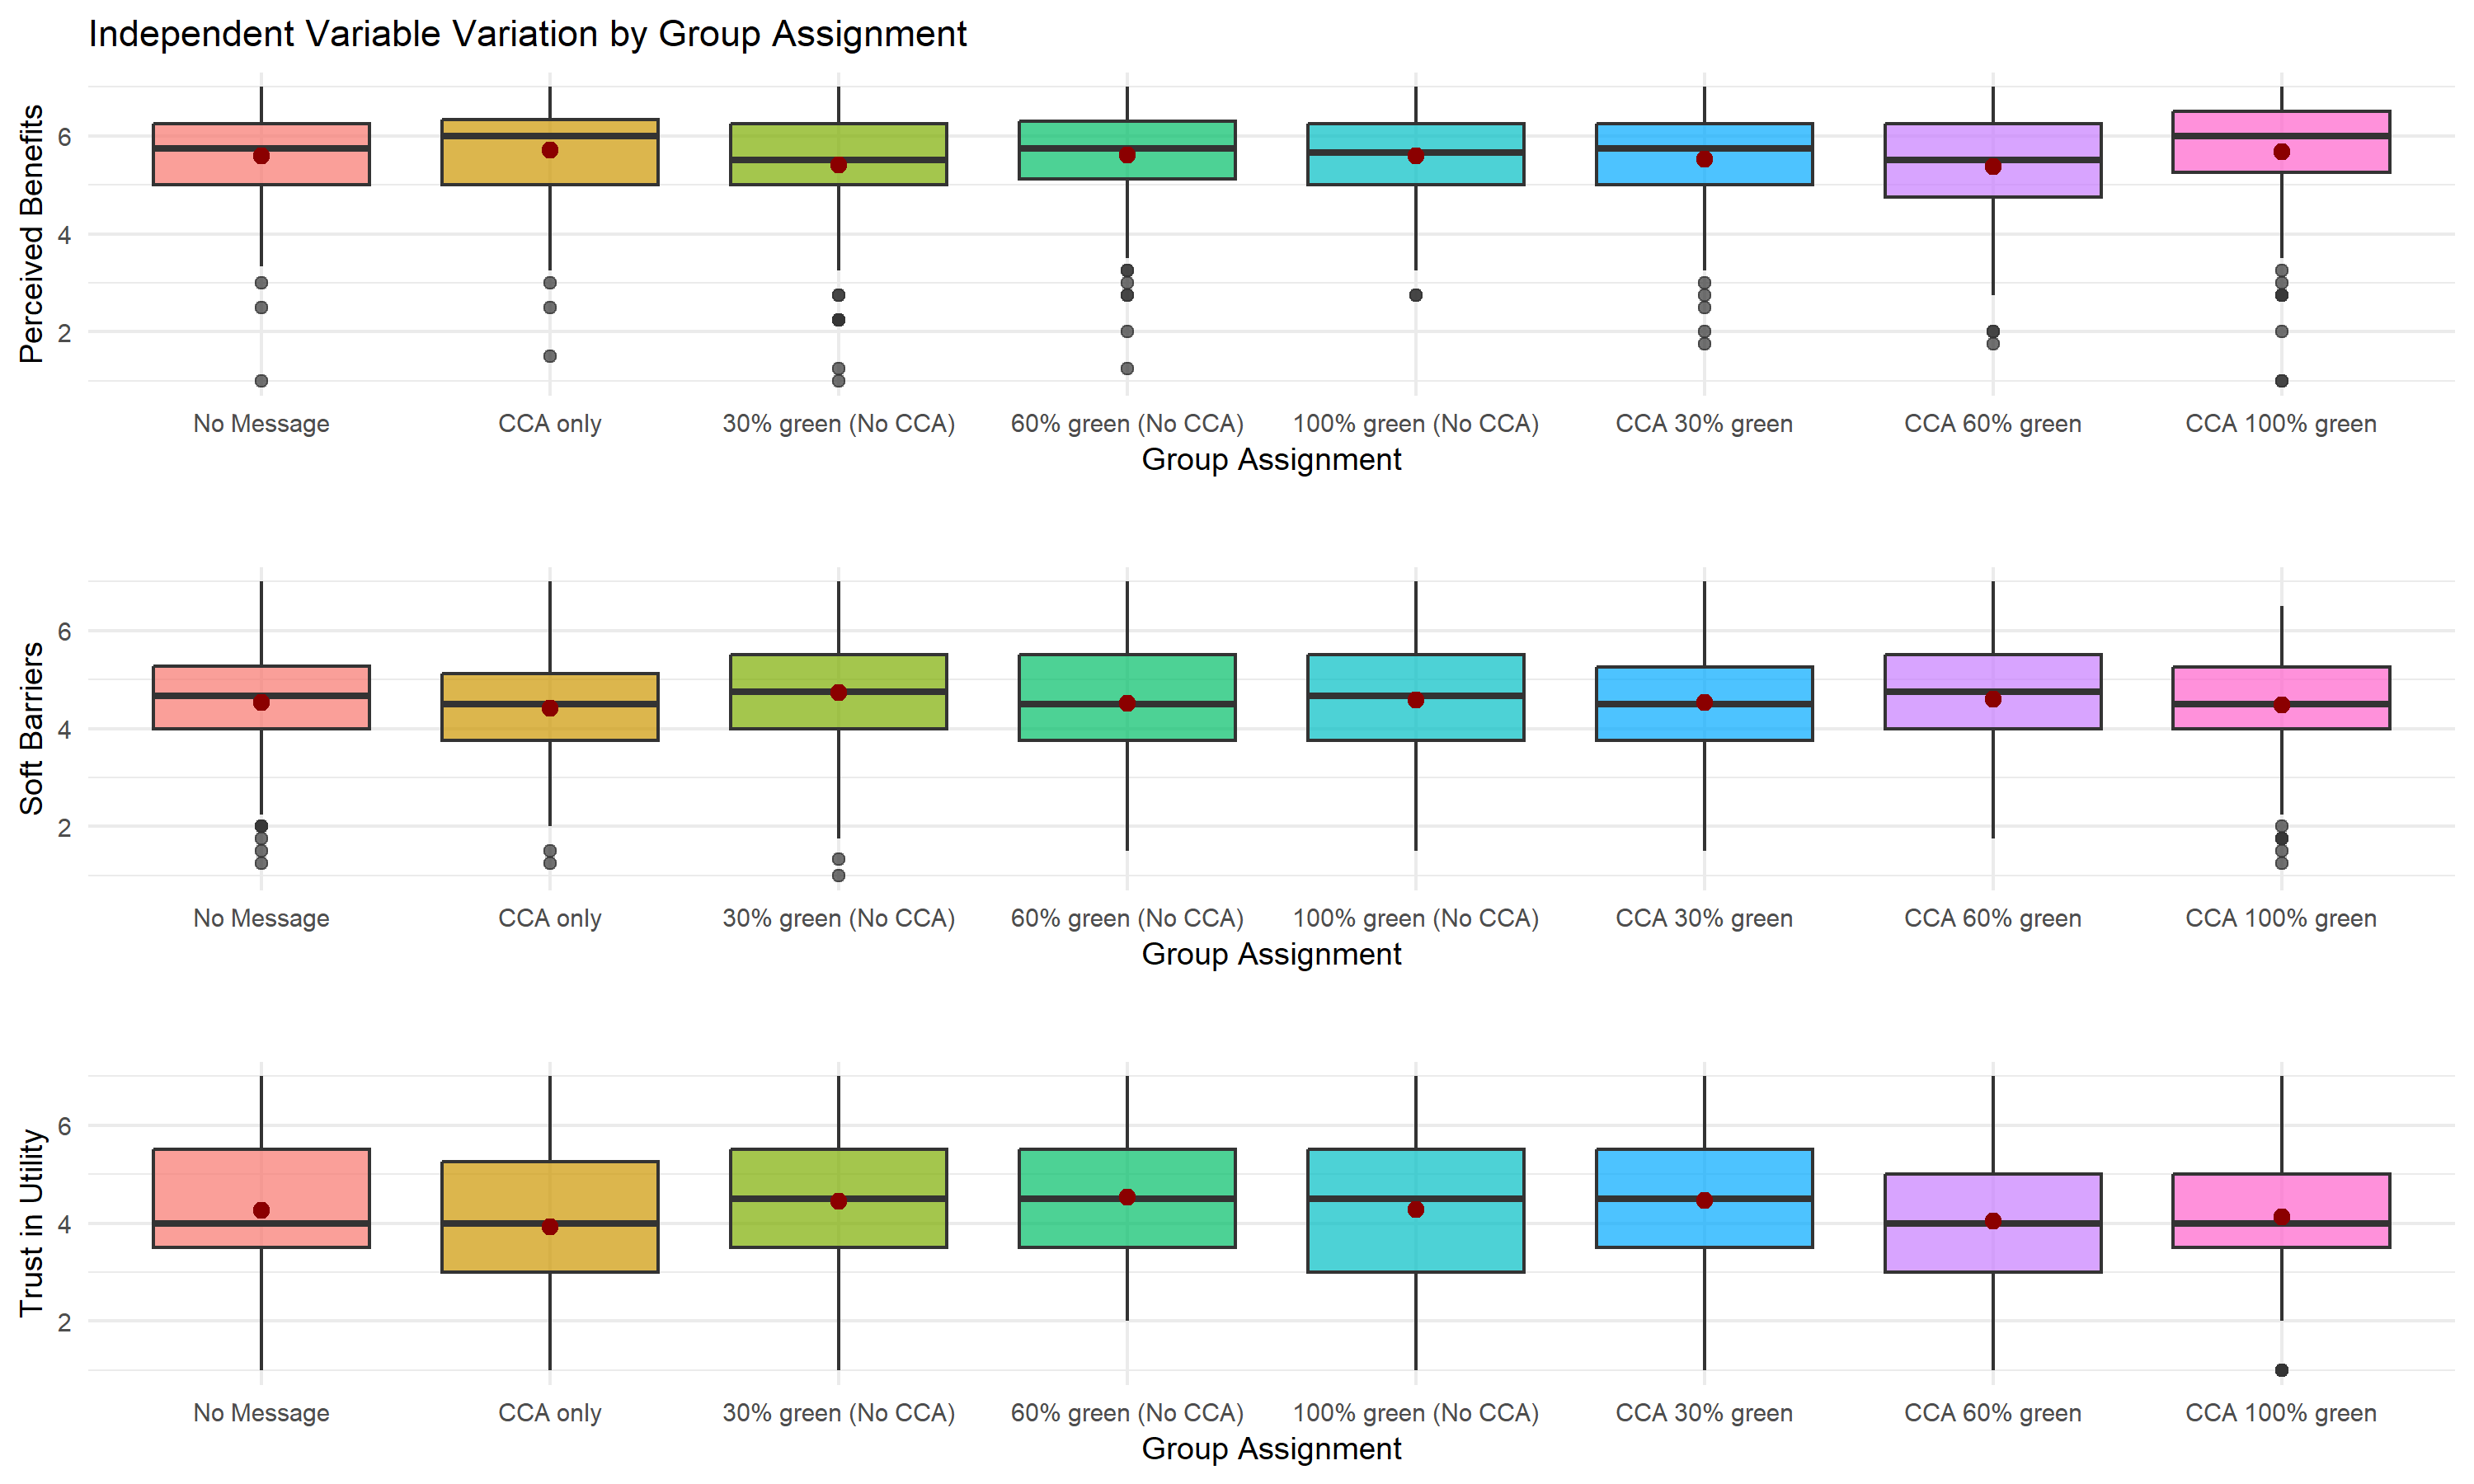 Independent Variable Variation by Group Assignment
Perceived Benefits
6
4
2
No Message CCA only 30% green (No CCA) 60% green (No CCA) 100% green (No CCA) CCA 30% green CCA 60% green CCA 100% green
Group Assignment
Soft Barriers
6
4
2
No Message CCA only 30% green (No CCA) 60% green (No CCA) 100% green (No CCA) CCA 30% green CCA 60% green CCA 100% green
Group Assignment
Trust in Utility
6
4
2
No Message CCA only 30% green (No CCA) 60% green (No CCA) 100% green (No CCA) CCA 30% green CCA 60% green CCA 100% green
Group Assignment